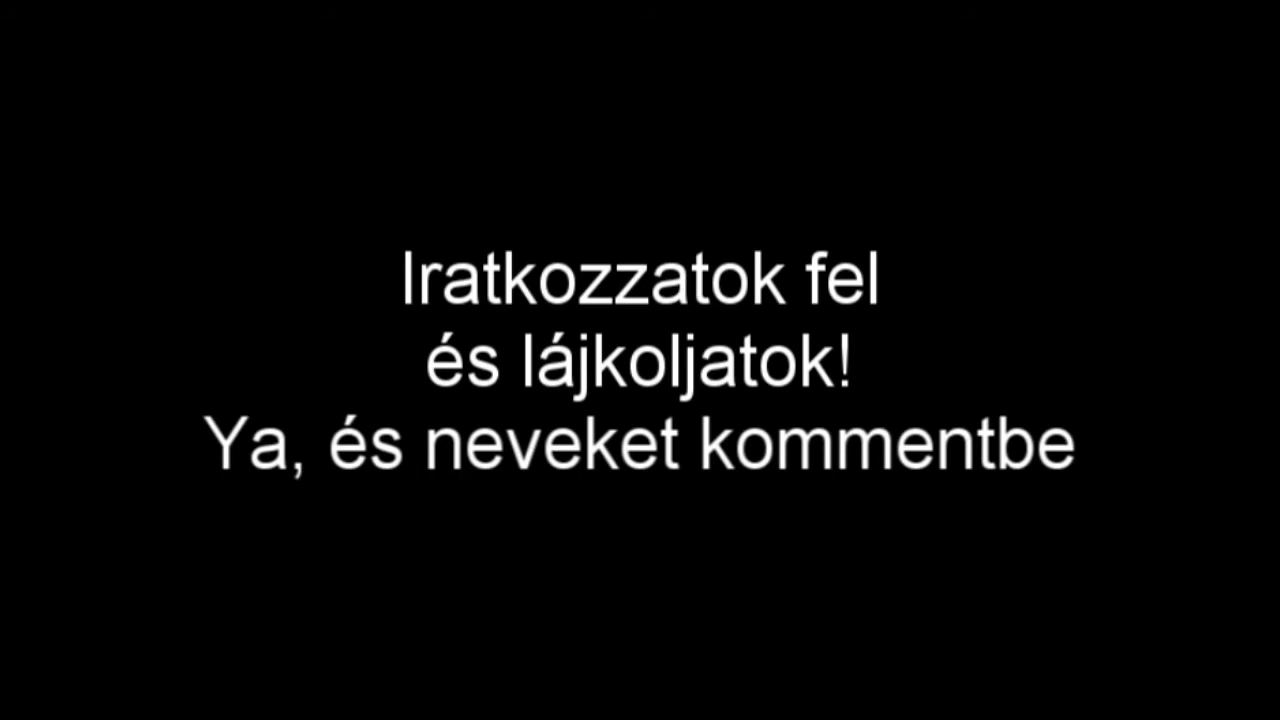 Iratkozzatok fel
és lájkoljatok!
Ya, és neveket kommentbe